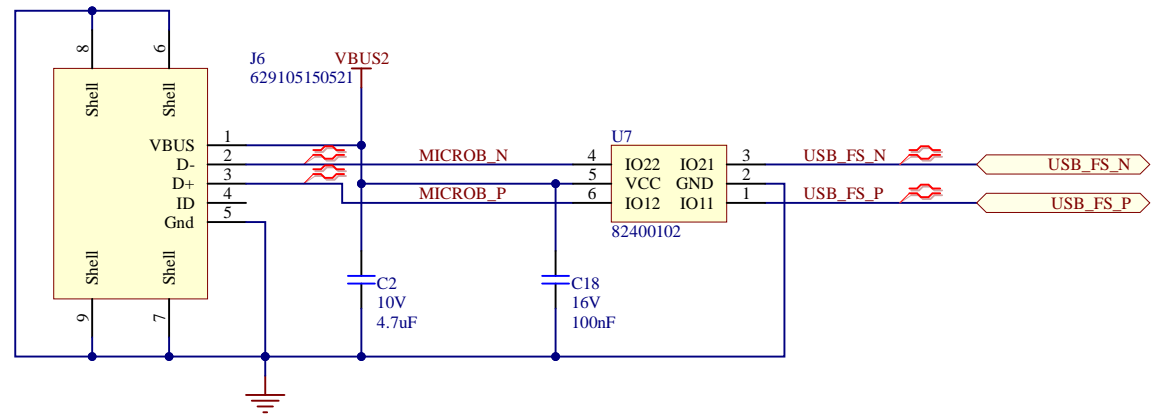 8
6
J6
629105150521
VBUS2
Shell
Shell
VBUS 1
D- 2
D+ 3
ID 4
Gnd 5
Shell
Shell
9
7
MICROB_N
MICROB_P
U7
4 IO22 IO21 3
5 VCC GND 2
6 IO12 IO11 1
82400102
USB_FS_N
USB_FS_P
USB_FS_N
USB_FS_P
C2
10V
4.7uF
C18
16V
100nF